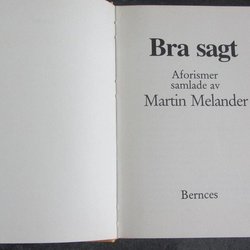 Bra sagt
Aforismer
samlade av
Martin Melander
Bernces